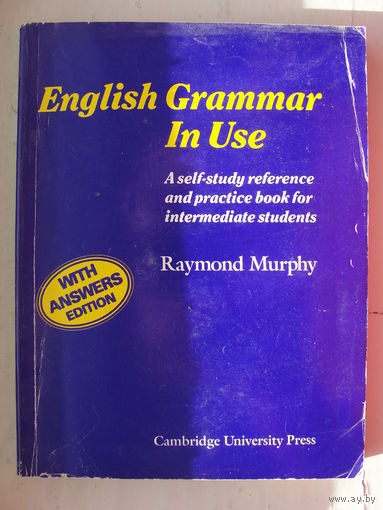 English Grammar
In Use
A self-study reference
and practice book for
intermediate students
Raymond Murphy
WITH
ANSWERS
EDITION
Cambridge University Press
www.ay.by